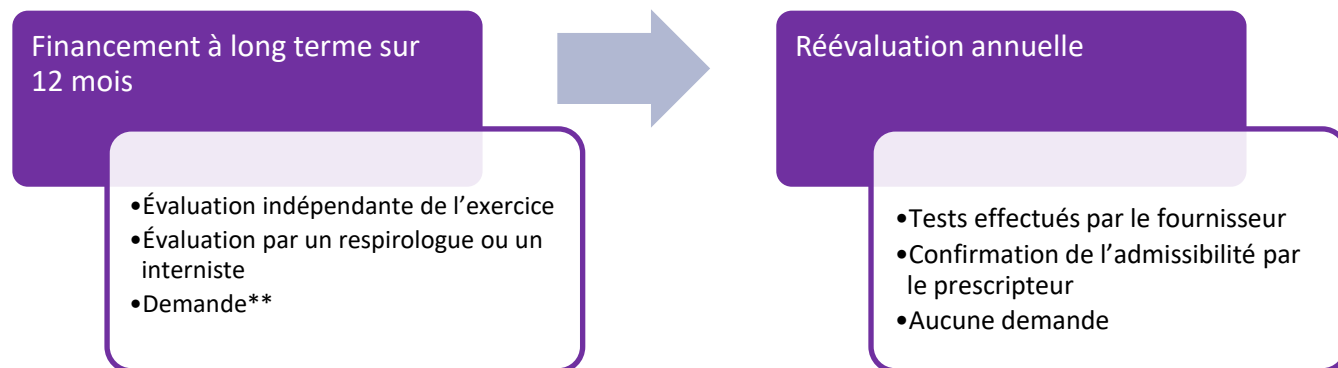 Financement à long terme sur
12 mois
•Évaluation indépendante de l’exercice
•Évaluation par un respirologue ou un
interniste
•Demande**
Réévaluation annuelle
•Tests effectués par le fournisseur
•Confirmation de l’admissibilité par
le prescripteur
•Aucune demande